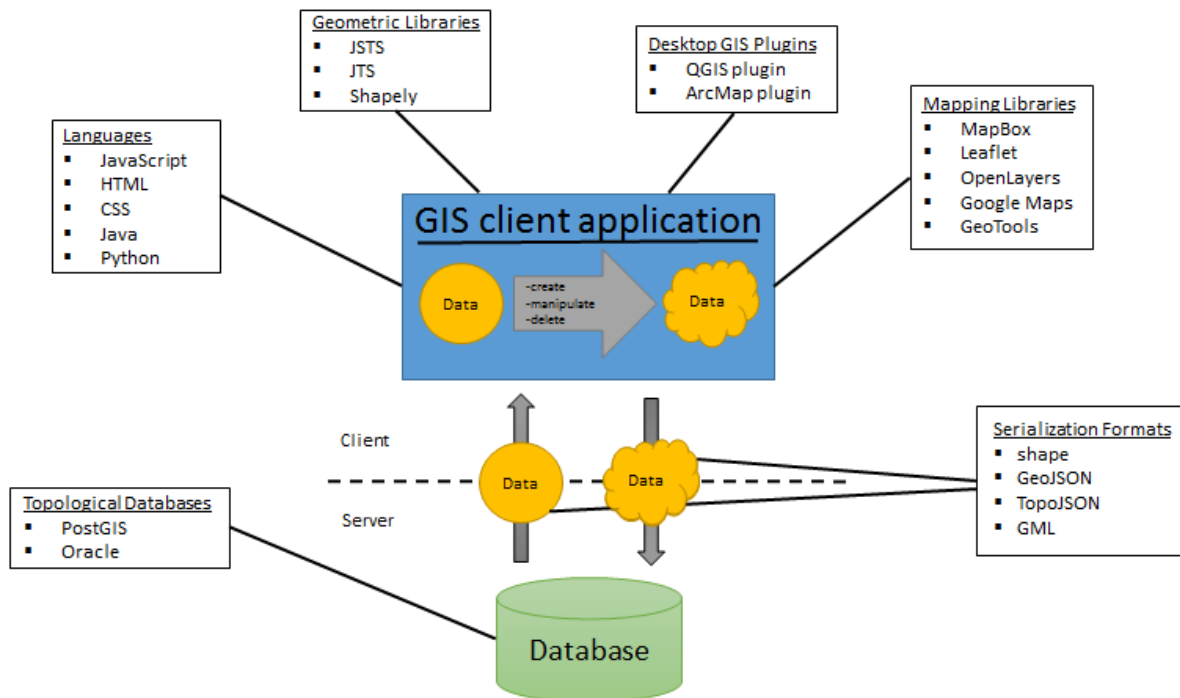 Geometric Libraries
▪ JSTS
▪ JTS
▪ Shapely
Desktop GIS Plugins
▪ QGIS plugin
▪ ArcMap plugin
Mapping Libraries
▪ MapBox
▪ Leaflet
▪ OpenLayers
▪ Google Maps
▪ GeoTools
Languages
▪ JavaScript
▪ HTML
▪ CSS
▪ Java
▪ Python
GIS client application
Data
-create
-manipulate
-delete
Data
Client
Data
Data
Server
Serialization Formats
▪ shape
▪ GeoJSON
▪ TopoJSON
▪ GML
Topological Databases
▪ PostGIS
▪ Oracle
Database